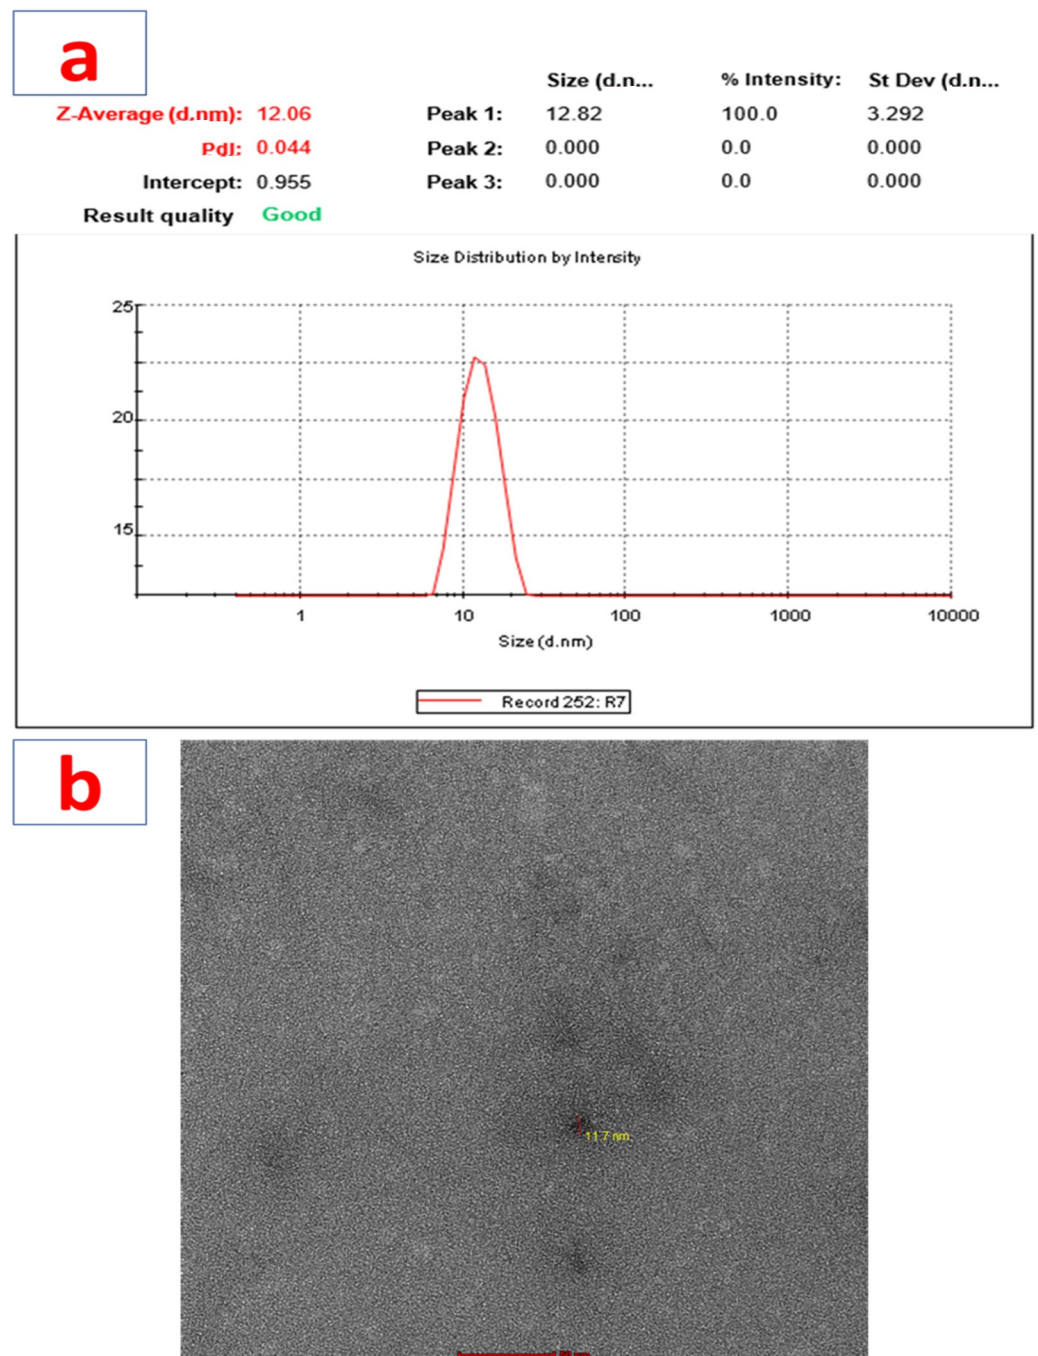 a
Size (d.n... % Intensity: St Dev (d.n...
Z-Average (d.nm): 12.06 Peak 1: 12.82 100.0 3.292
PdI: 0.044 Peak 2: 0.000 0.0 0.000
Intercept: 0.955 Peak 3: 0.000 0.0 0.000
Result quality Good
Size Distribution by Intensity
25
20
15
1 10 100 1000 10000
Size (d.nm)
Record 252: R7
b
11.7 nm